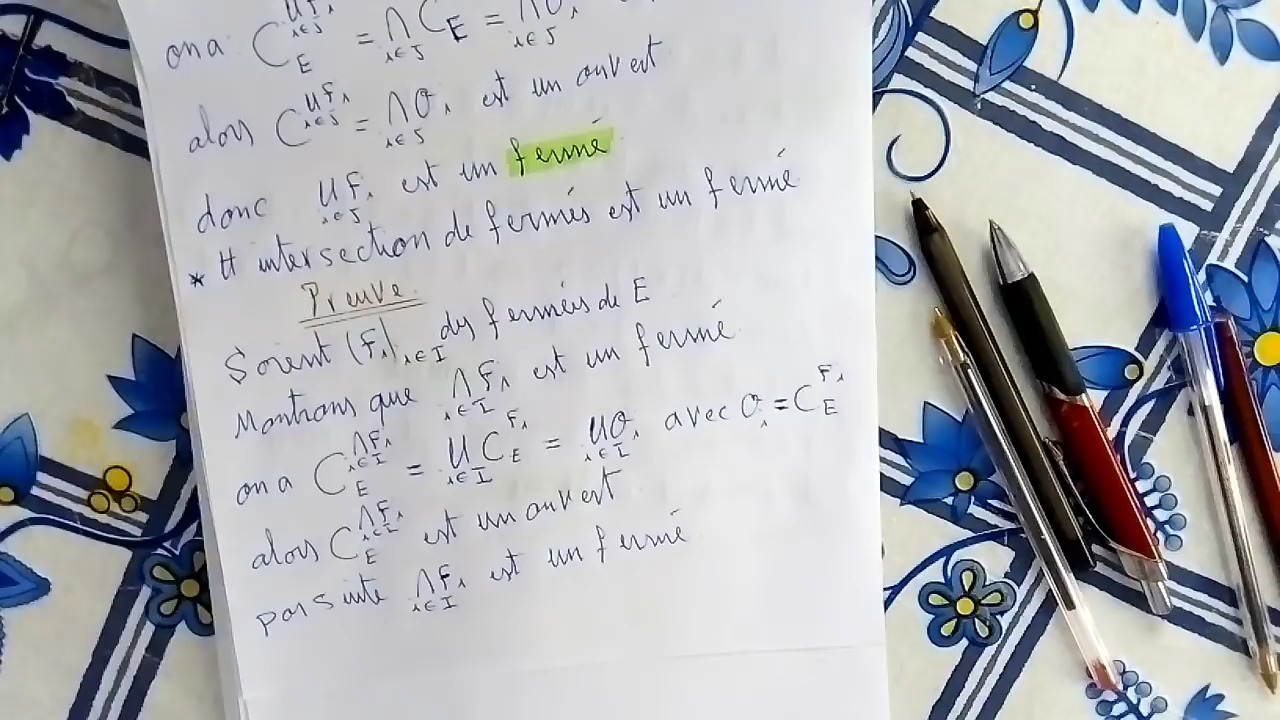 on a C_E^{∪_{i∈J} F_i} = ∩_{i∈J} C_E = ∩_{i∈J} O_i
alors C^{∪F_i}_{i∈J} = ∩_{i∈J} O_i est un ouvert
donc ∪_{i∈J} F_i est un fermé
* tt intersection de fermés est un fermé
Preuve
Soient (F_i)_{i∈I} des fermés de E
Montrons que ∩_{i∈I} F_i est un fermé
on a C_E^{∩_{i∈I} F_i} = ∪_{i∈I} C_E^{F_i} = ∪_{i∈I} O_i avec O_i = C_E^{F_i}
alors C_E^{∩_{i∈I} F_i} est un ouvert
par suite ∩_{i∈I} F_i est un fermé